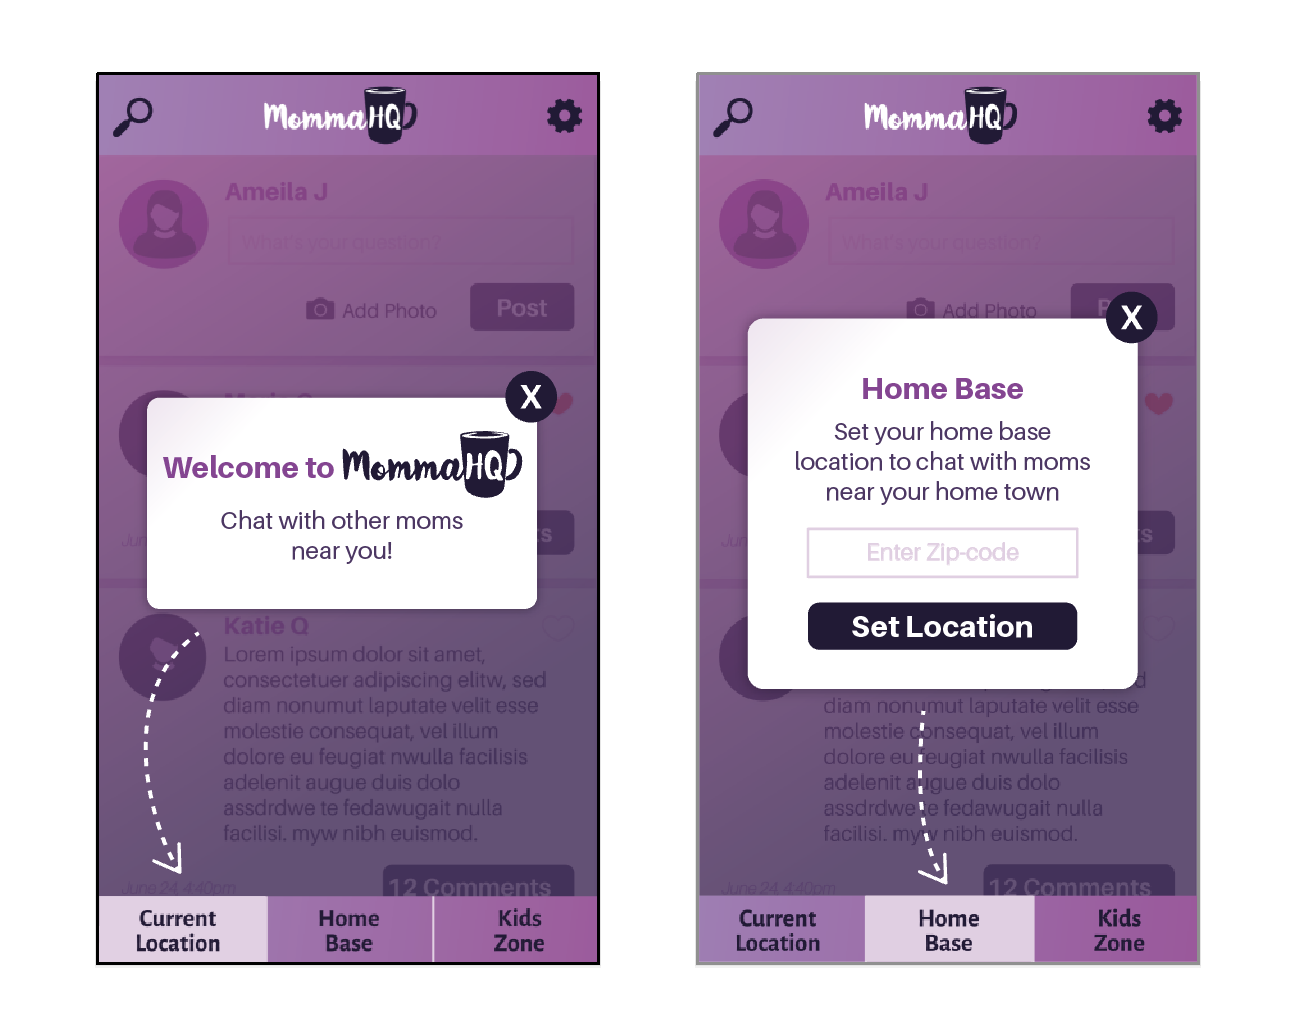 MommaHQ
Ameila J
What's your question?
Add Photo
Post
X
Welcome to MommaHQ
Chat with other moms
near you!
Katie Q
Lorem ipsum dolor sit amet,
consectetuer adipiscing elitw, sed
diam nonumut laputate velit esse
molestie consequat, vel illum
dolore eu feugiat nwulla facilisis
adelenit augue duis dolo
assdrdwe te fedawugait nulla
facilisi. myw nibh euismod.
June 24, 4:40pm
12 Comments
Current
Location
Home
Base
Kids
Zone
MommaHQ
Ameila J
What's your question?
Add Photo
X
Home Base
Set your home base
location to chat with moms
near your home town
Enter Zip-code
Set Location
diam nonumut laputate velit esse
molestie consequat, vel illum
dolore eu feugiat nwulla facilisis
adelenit augue duis dolo
assdrdwe te fedawugait nulla
facilisi. myw nibh euismod.
June 24, 4:40pm
12 Comments
Current
Location
Home
Base
Kids
Zone